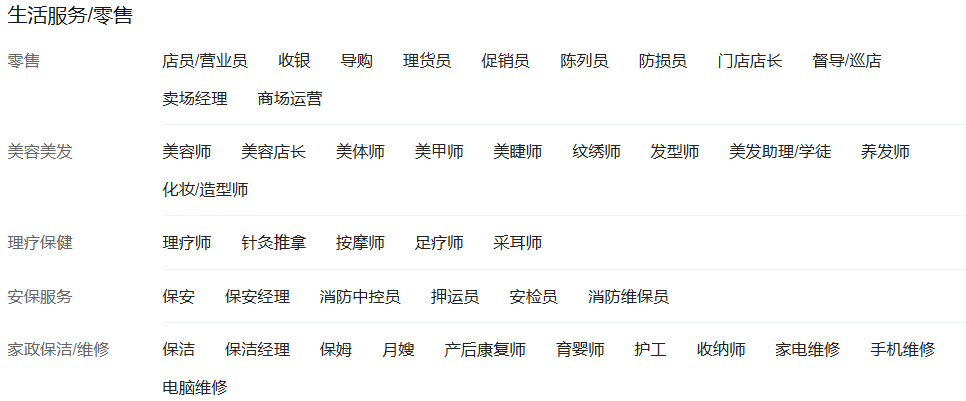 生活服务/零售
零售 店员/营业员 收银 导购 理货员 促销员 陈列员 防损员 门店店长 督导/巡店
卖场经理 商场运营
美容美发 美容师 美容店长 美体师 美甲师 美睫师 纹绣师 发型师 美发助理/学徒 养发师
化妆/造型师
理疗保健 理疗师 针灸推拿 按摩师 足疗师 采耳师
安保服务 保安 保安经理 消防中控员 押运员 安检员 消防维保员
家政保洁/维修 保洁 保洁经理 保姆 月嫂 产后康复师 育婴师 护工 收纳师 家电维修 手机维修
电脑维修